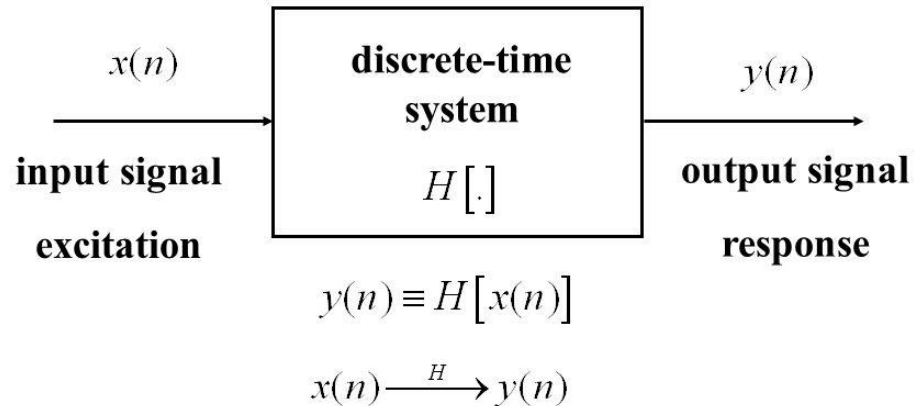 x(n)
discrete-time
system
y(n)
input signal
excitation
H[.]
output signal
response
y(n) ≡ H[x(n)]
x(n) —H→ y(n)